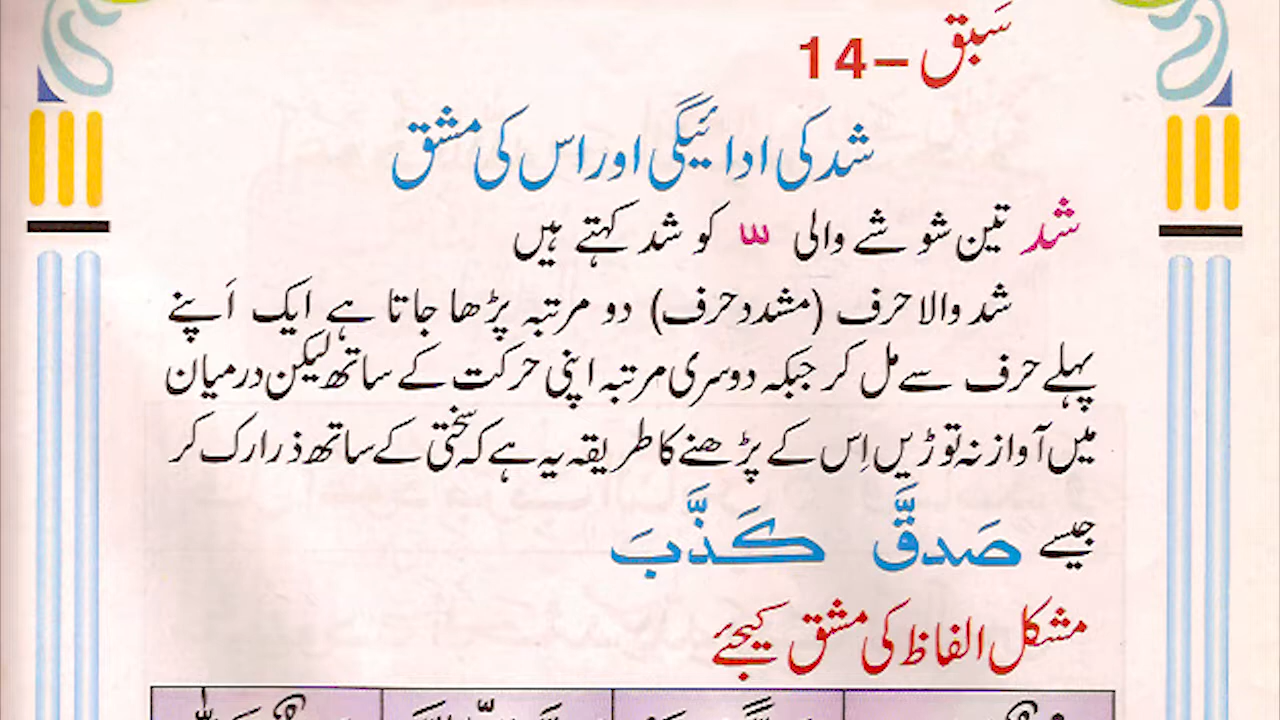 سَبق – 14
شد کی ادائیگی اور اس کی مشق
شد تین شوشے والی ّ کو شد کہتے ہیں
شد والا حرف (مشدد حرف) دو مرتبہ پڑھا جاتا ہے ایک اَپنے
پہلے حرف سے مل کر جبکہ دوسری مرتبہ اپنی حرکت کے ساتھ لیکن درمیان
میں آواز نہ توڑیں اِس کے پڑھنے کا طریقہ یہ ہے کہ سختی کے ساتھ ذرا رک کر
جیسے صَدقَّ كَذَّبَ
مشکل الفاظ کی مشق کیجئے